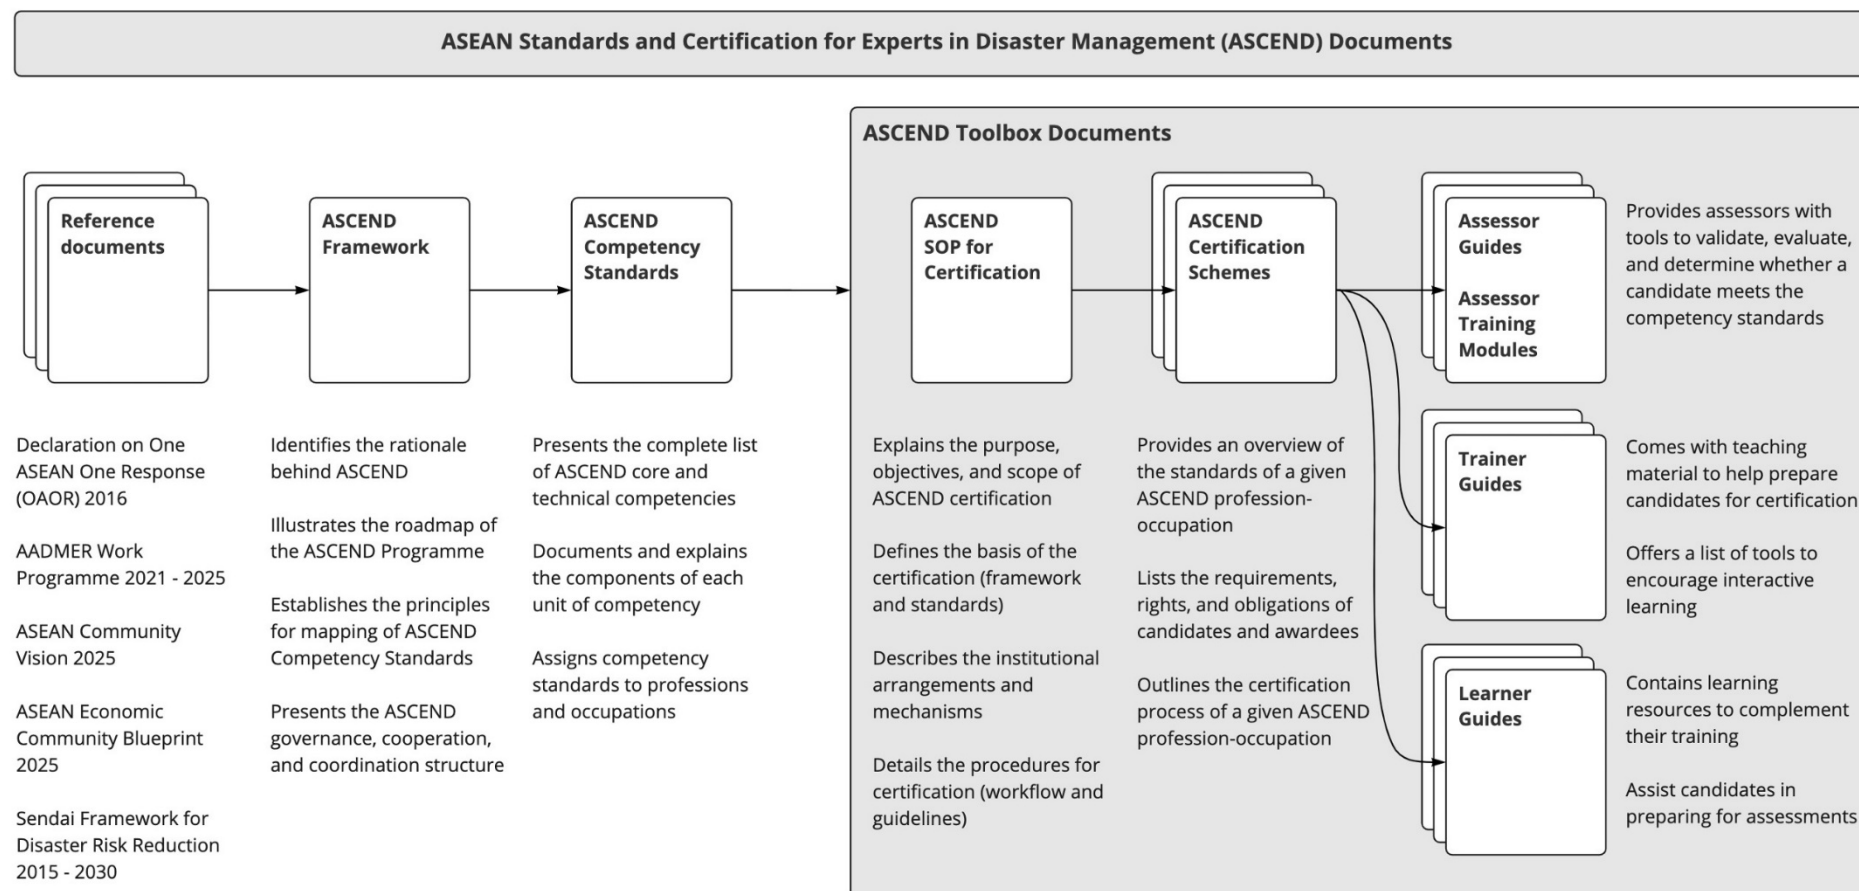 ASEAN Standards and Certification for Experts in Disaster Management (ASCEND) Documents
ASCEND Toolbox Documents
Reference
documents
ASCEND
Framework
ASCEND
Competency
Standards
ASCEND
SOP for
Certification
ASCEND
Certification
Schemes
Assessor
Guides
Assessor
Training
Modules
Provides assessors with
tools to validate, evaluate,
and determine whether a
candidate meets the
competency standards
Trainer
Guides
Comes with teaching
material to help prepare
candidates for certification
Offers a list of tools to
encourage interactive
learning
Learner
Guides
Contains learning
resources to complement
their training
Assist candidates in
preparing for assessments
Declaration on One
ASEAN One Response
(OAOR) 2016
AADMER Work
Programme 2021 - 2025
ASEAN Community
Vision 2025
ASEAN Economic
Community Blueprint
2025
Sendai Framework for
Disaster Risk Reduction
2015 - 2030
Identifies the rationale
behind ASCEND
Illustrates the roadmap of
the ASCEND Programme
Establishes the principles
for mapping of ASCEND
Competency Standards
Presents the ASCEND
governance, cooperation,
and coordination structure
Presents the complete list
of ASCEND core and
technical competencies
Documents and explains
the components of each
unit of competency
Assigns competency
standards to professions
and occupations
Explains the purpose,
objectives, and scope of
ASCEND certification
Defines the basis of the
certification (framework
and standards)
Describes the institutional
arrangements and
mechanisms
Details the procedures for
certification (workflow and
guidelines)
Provides an overview of
the standards of a given
ASCEND profession-
occupation
Lists the requirements,
rights, and obligations of
candidates and awardees
Outlines the certification
process of a given ASCEND
profession-occupation